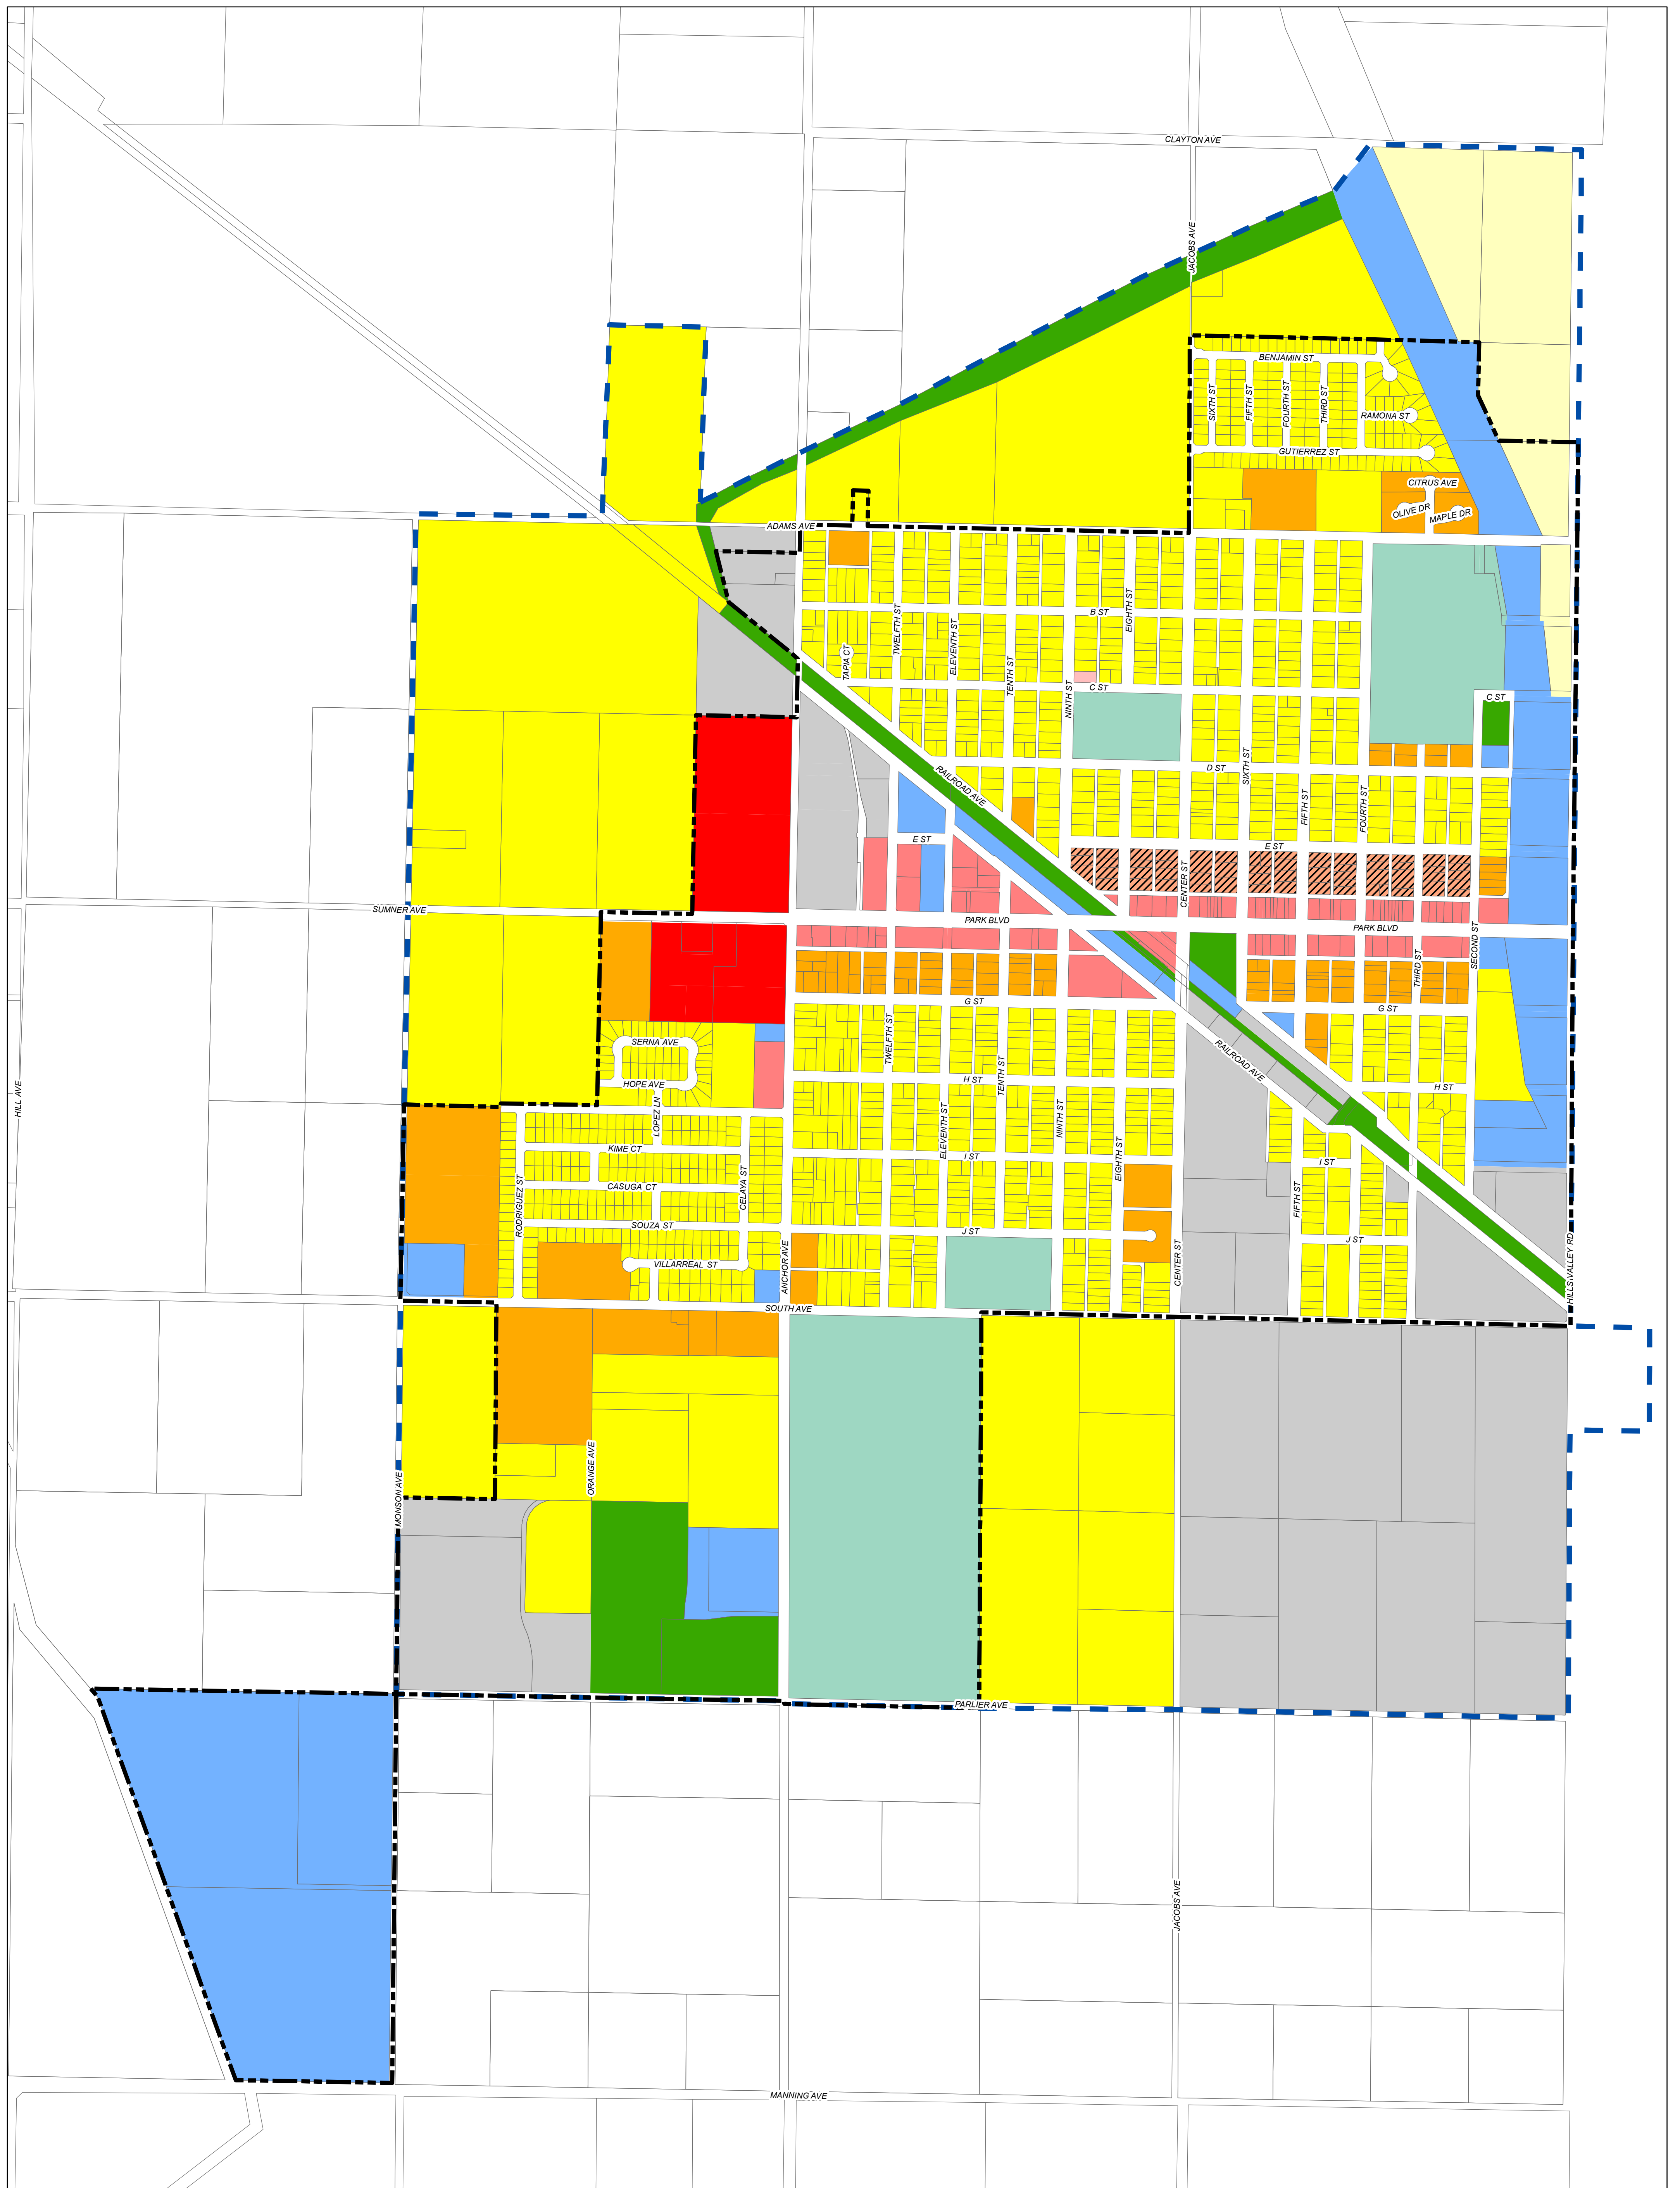 CLAYTON AVE
JACOBS AVE
BENJAMIN ST
SIXTH ST
FIFTH ST
FOURTH ST
THIRD ST
RAMONA ST
GUTIERREZ ST
CITRUS AVE
OLIVE DR
MAPLE DR
ADAMS AVE
B ST
EIGHTH ST
TWELFTH ST
ELEVENTH ST
TAPIA CT
TENTH ST
NINTH ST
C ST
C ST
D ST
SIXTH ST
RAILROAD AVE
FIFTH ST
FOURTH ST
E ST
E ST
CENTER ST
SUMNER AVE
PARK BLVD
PARK BLVD
SECOND ST
THIRD ST
G ST
G ST
TWELFTH ST
SERNA AVE
RAILROAD AVE
HOPE AVE
H ST
TENTH ST
H ST
HILL AVE
LOPEZ LN
ELEVENTH ST
NINTH ST
KIME CT
I ST
EIGHTH ST
I ST
CASUGA CT
CELAYA ST
RODRIGUEZ ST
FIFTH ST
SOUZA ST
J ST
J ST
VILLARREAL ST
ANCHOR AVE
CENTER ST
HILLS VALLEY RD
SOUTH AVE
ORANGE AVE
MONSON AVE
PARLIER AVE
JACOBS AVE
MANNING AVE